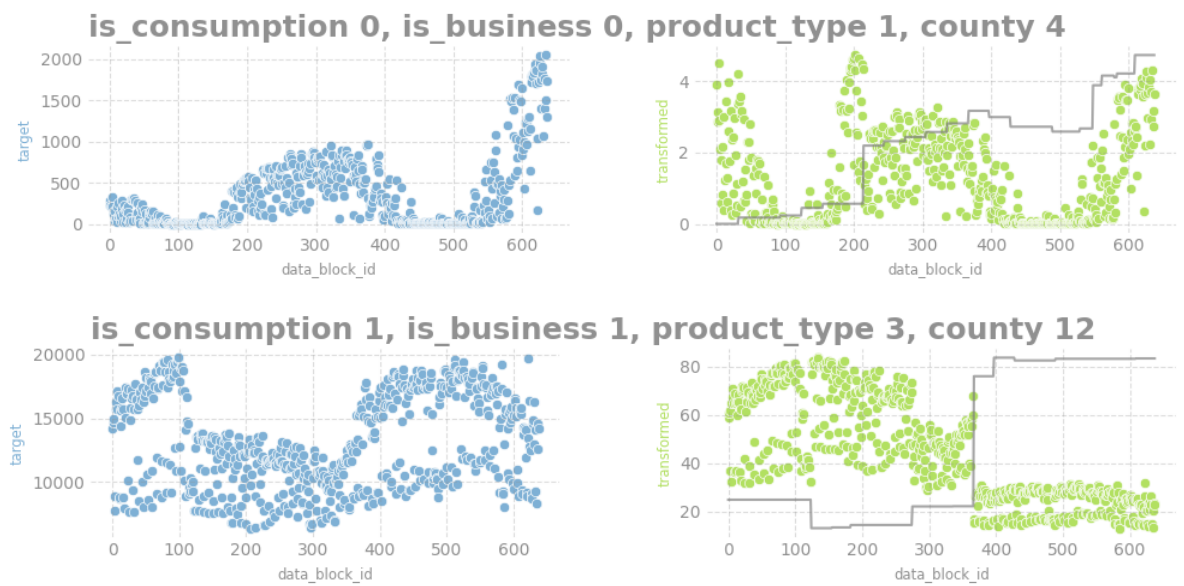 is_consumption 0, is_business 0, product_type 1, county 4
2000
1500
1000
500
0
target
0 100 200 300 400 500 600
data_block_id
4
2
0
transformed
0 100 200 300 400 500 600
data_block_id
is_consumption 1, is_business 1, product_type 3, county 12
20000
15000
10000
target
0 100 200 300 400 500 600
data_block_id
80
60
40
20
transformed
0 100 200 300 400 500 600
data_block_id